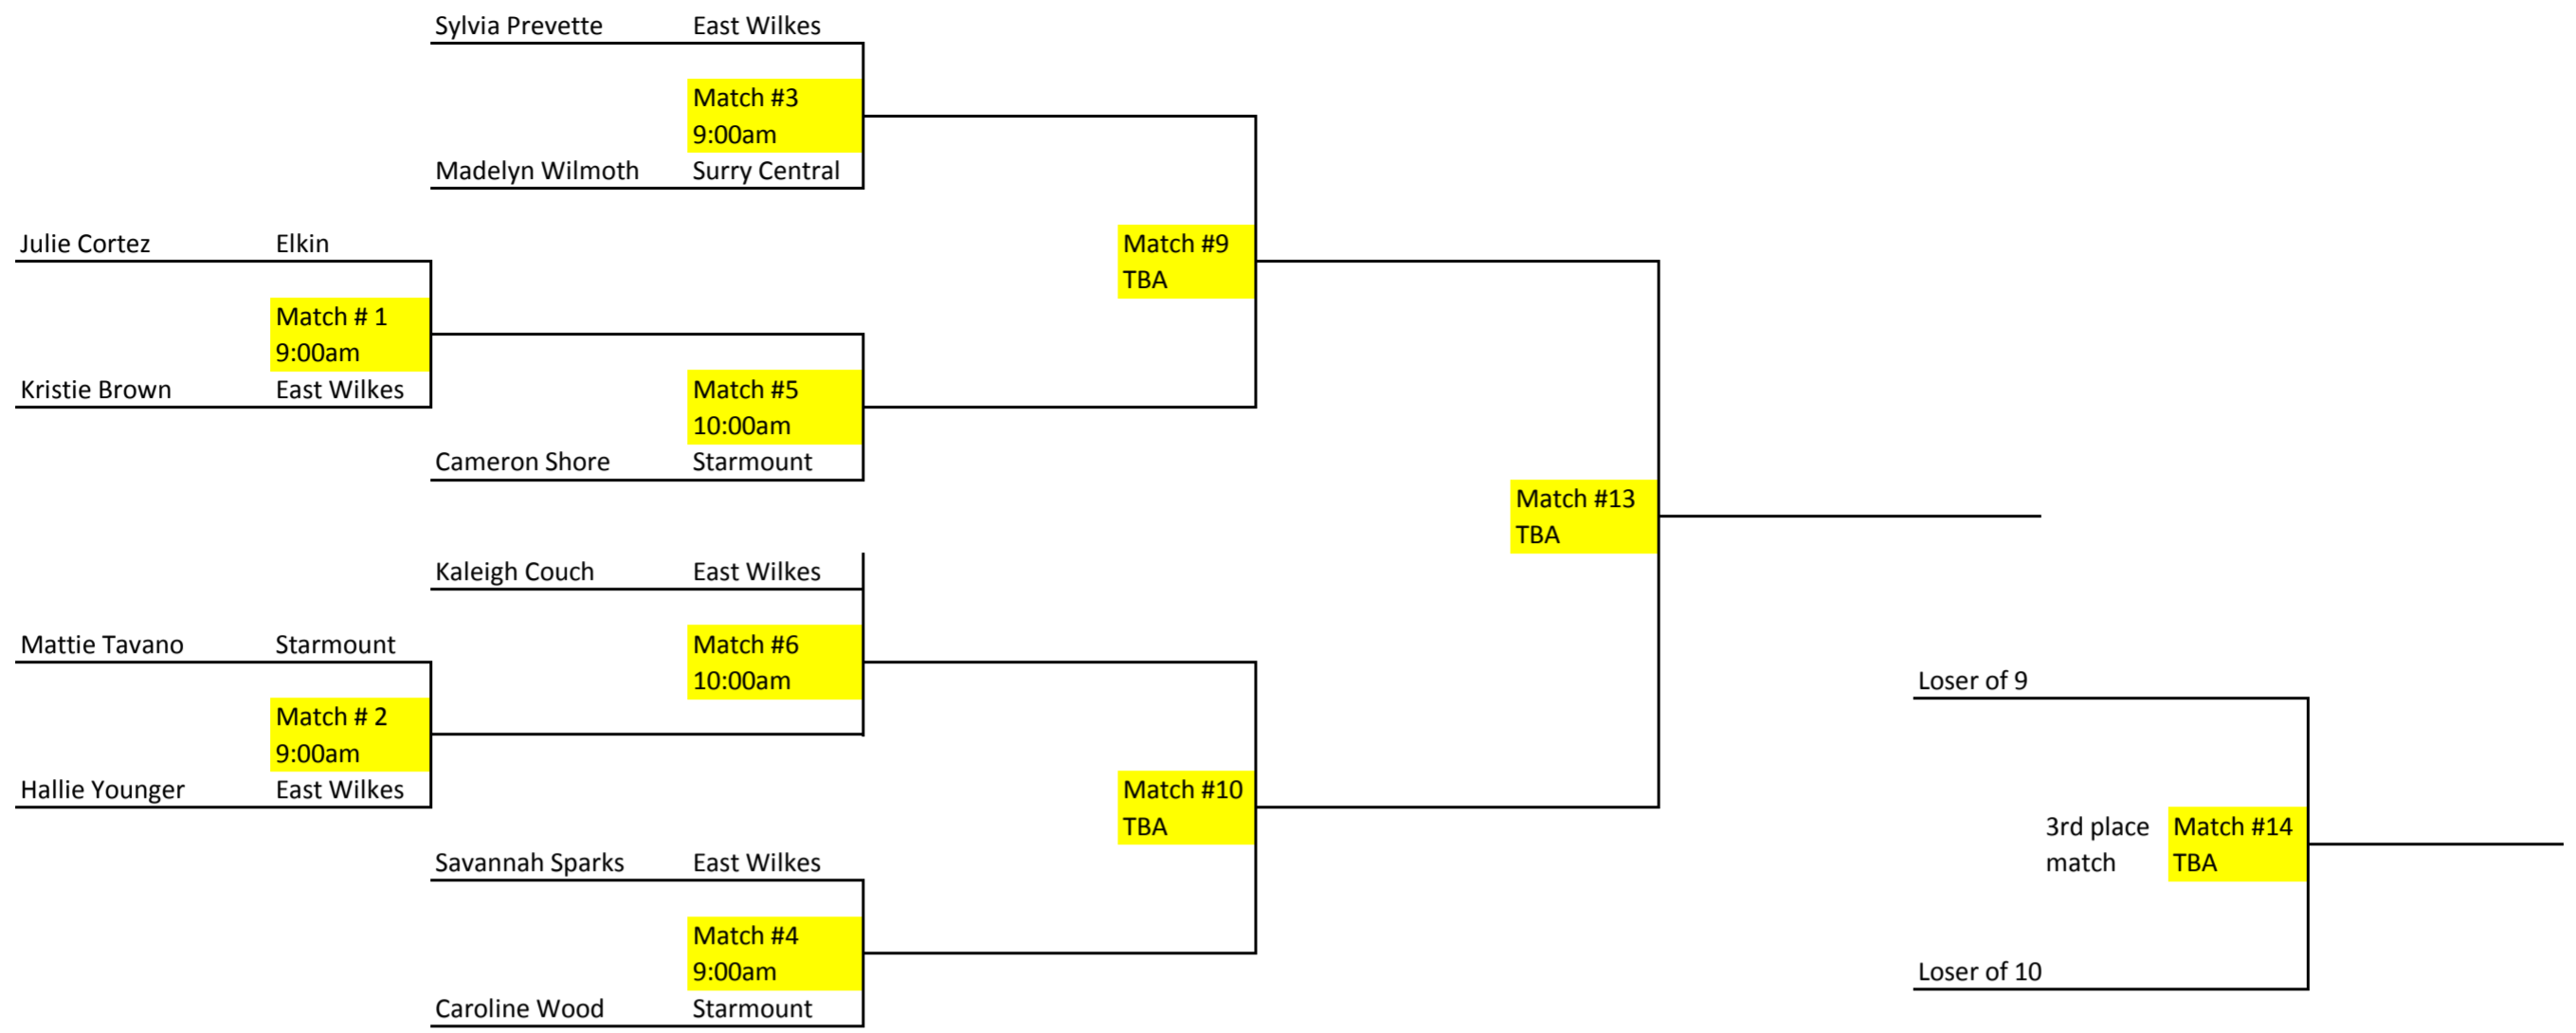 Sylvia Prevette East Wilkes
Match #3
9:00am
Madelyn Wilmoth Surry Central
Julie Cortez Elkin
Match #9
TBA
Match # 1
9:00am
Kristie Brown East Wilkes
Match #5
10:00am
Cameron Shore Starmount
Match #13
TBA
Kaleigh Couch East Wilkes
Mattie Tavano Starmount
Match #6
10:00am
Loser of 9
Match # 2
9:00am
Hallie Younger East Wilkes
Match #10
TBA
3rd place Match #14
match TBA
Savannah Sparks East Wilkes
Match #4
9:00am
Loser of 10
Caroline Wood Starmount